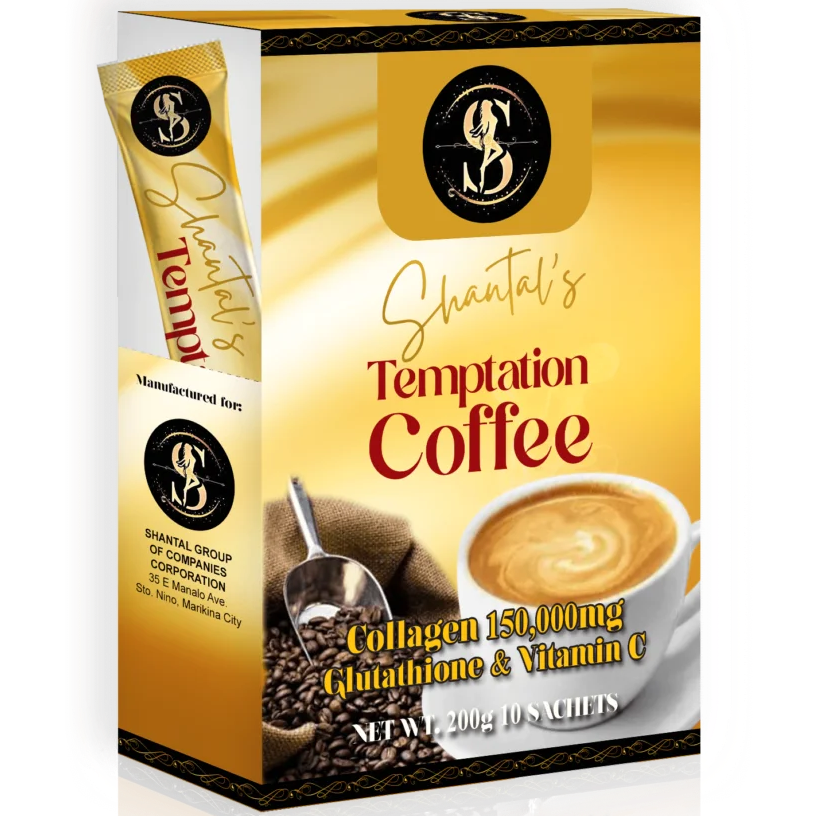 Shantal's
Tempt
Manufactured for:
S
SHANTAL GROUP
OF COMPANIES
CORPORATION
35 E Manalo Ave.
Sto. Nino, Marikina City
S
Shantal's
Temptation
Coffee
Collagen 150,000mg
Glutathione & Vitamin C
NET WT. 200g 10 SACHETS